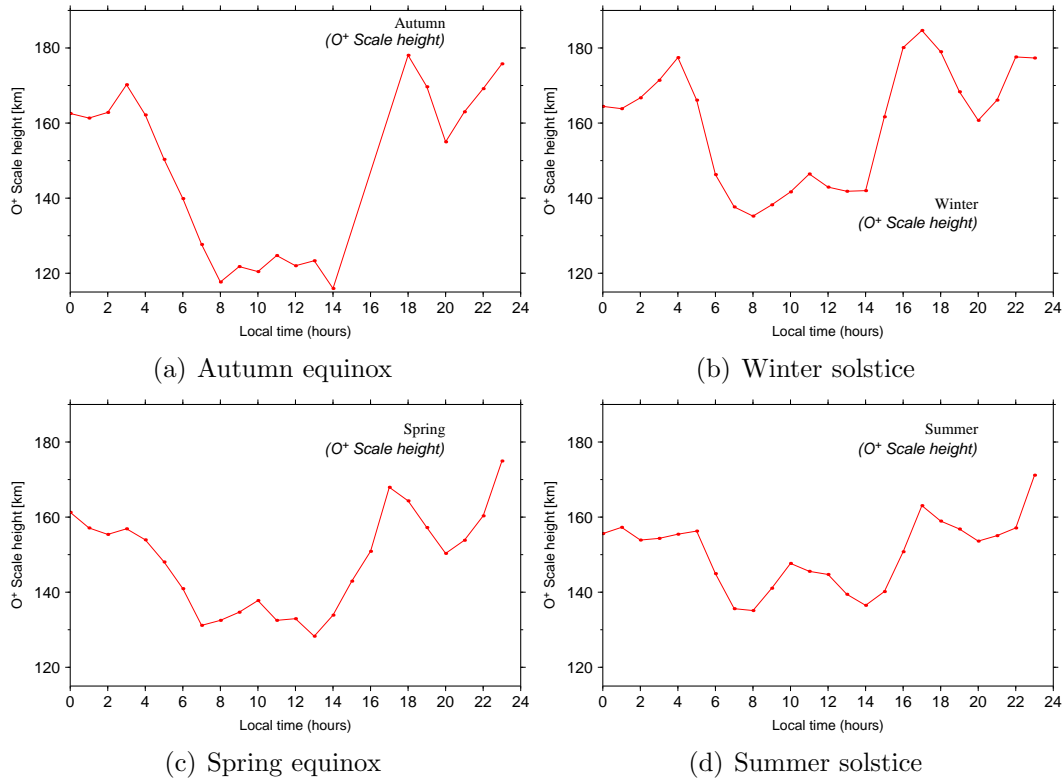 Autumn
(O⁺ Scale height)
O⁺ Scale height [km]
180
160
140
120
0 2 4 6 8 10 12 14 16 18 20 22 24
Local time (hours)
(a) Autumn equinox
Winter
(O⁺ Scale height)
O⁺ Scale height [km]
180
160
140
120
0 2 4 6 8 10 12 14 16 18 20 22 24
Local time (hours)
(b) Winter solstice
Spring
(O⁺ Scale height)
O⁺ Scale height [km]
180
160
140
120
0 2 4 6 8 10 12 14 16 18 20 22 24
Local time (hours)
(c) Spring equinox
Summer
(O⁺ Scale height)
O⁺ Scale height [km]
180
160
140
120
0 2 4 6 8 10 12 14 16 18 20 22 24
Local time (hours)
(d) Summer solstice